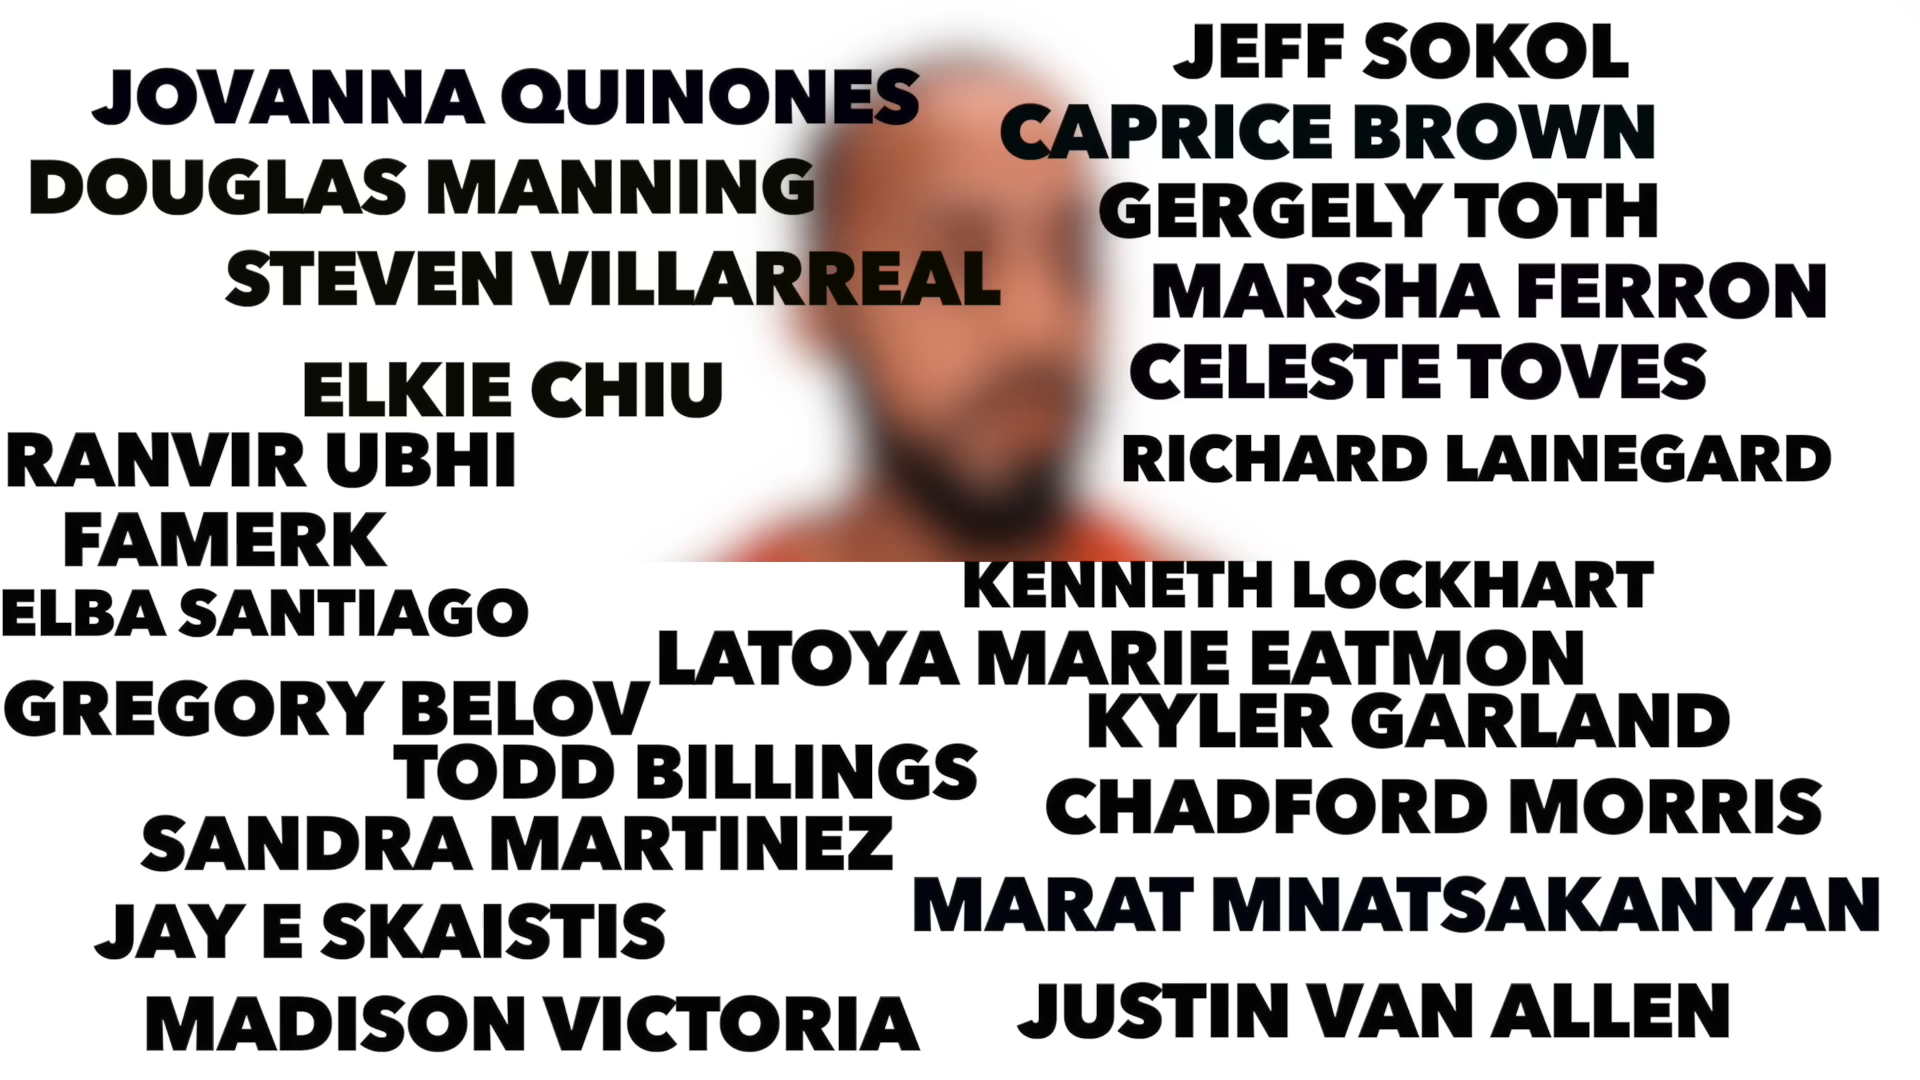 JOVANNA QUINONES
DOUGLAS MANNING
STEVEN VILLARREAL
ELKIE CHIU
RANVIR UBHI
FAMERK
ELBA SANTIAGO
GREGORY BELOV
TODD BILLINGS
SANDRA MARTINEZ
JAY E SKAISTIS
MADISON VICTORIA
JEFF SOKOL
CAPRICE BROWN
GERGELY TOTH
MARSHA FERRON
CELESTE TOVES
RICHARD LAINEGARD
KENNETH LOCKHART
LATOYA MARIE EATMON
KYLER GARLAND
CHADFORD MORRIS
MARAT MNATSAKANYAN
JUSTIN VAN ALLEN